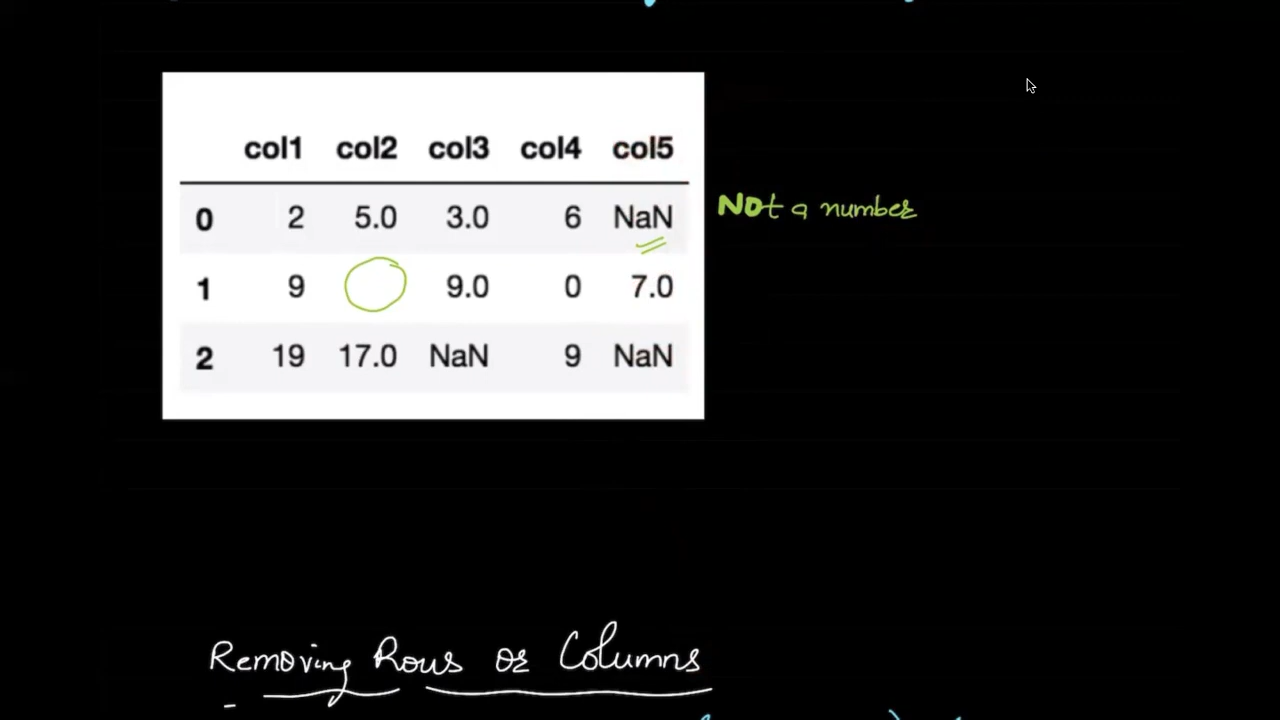 col1 col2 col3 col4 col5
0 2 5.0 3.0 6 NaN
Not a number
1 9 9.0 0 7.0
2 19 17.0 NaN 9 NaN
Removing Rows or Columns